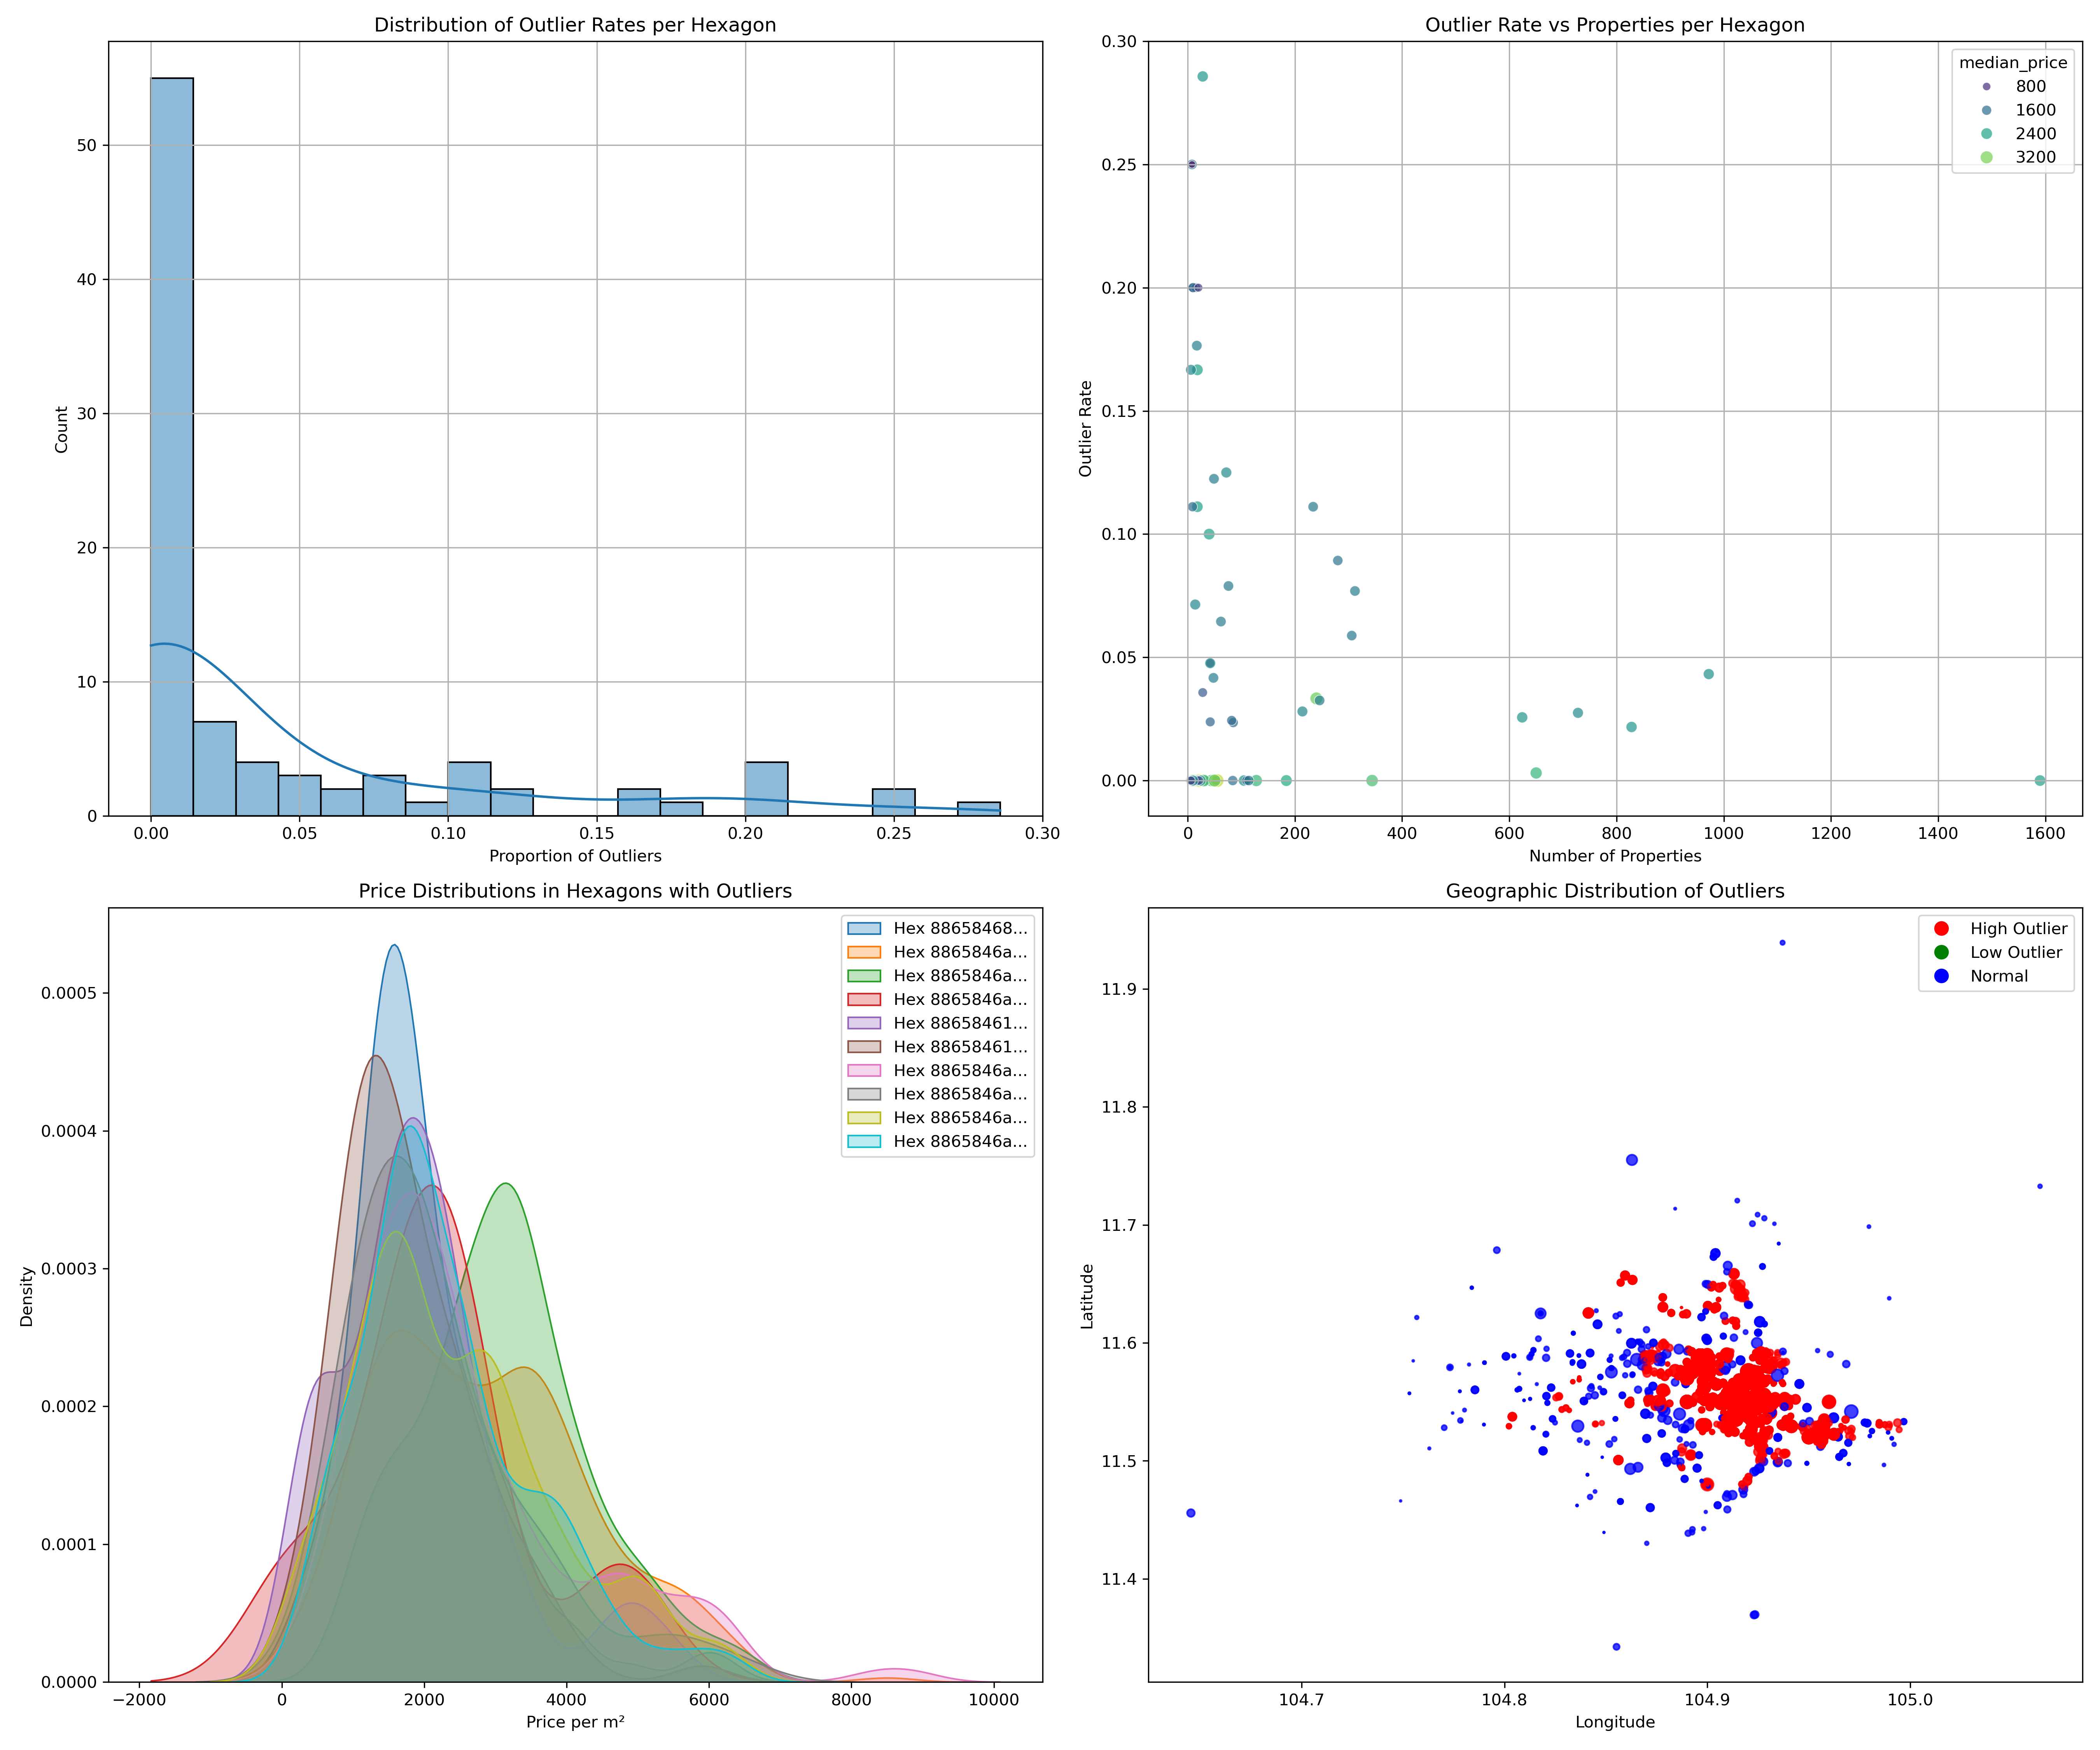 Distribution of Outlier Rates per Hexagon
Count
50
40
30
20
10
0
0.00 0.05 0.10 0.15 0.20 0.25 0.30
Proportion of Outliers
Outlier Rate vs Properties per Hexagon
Outlier Rate
0.30
0.25
0.20
0.15
0.10
0.05
0.00
median_price
800
1600
2400
3200
0 200 400 600 800 1000 1200 1400 1600
Number of Properties
Price Distributions in Hexagons with Outliers
Density
0.0005
0.0004
0.0003
0.0002
0.0001
0.0000
Hex 88658468...
Hex 8865846a...
Hex 8865846a...
Hex 8865846a...
Hex 88658461...
Hex 88658461...
Hex 8865846a...
Hex 8865846a...
Hex 8865846a...
Hex 8865846a...
−2000 0 2000 4000 6000 8000 10000
Price per m²
Geographic Distribution of Outliers
Latitude
11.9
11.8
11.7
11.6
11.5
11.4
High Outlier
Low Outlier
Normal
104.7 104.8 104.9 105.0
Longitude